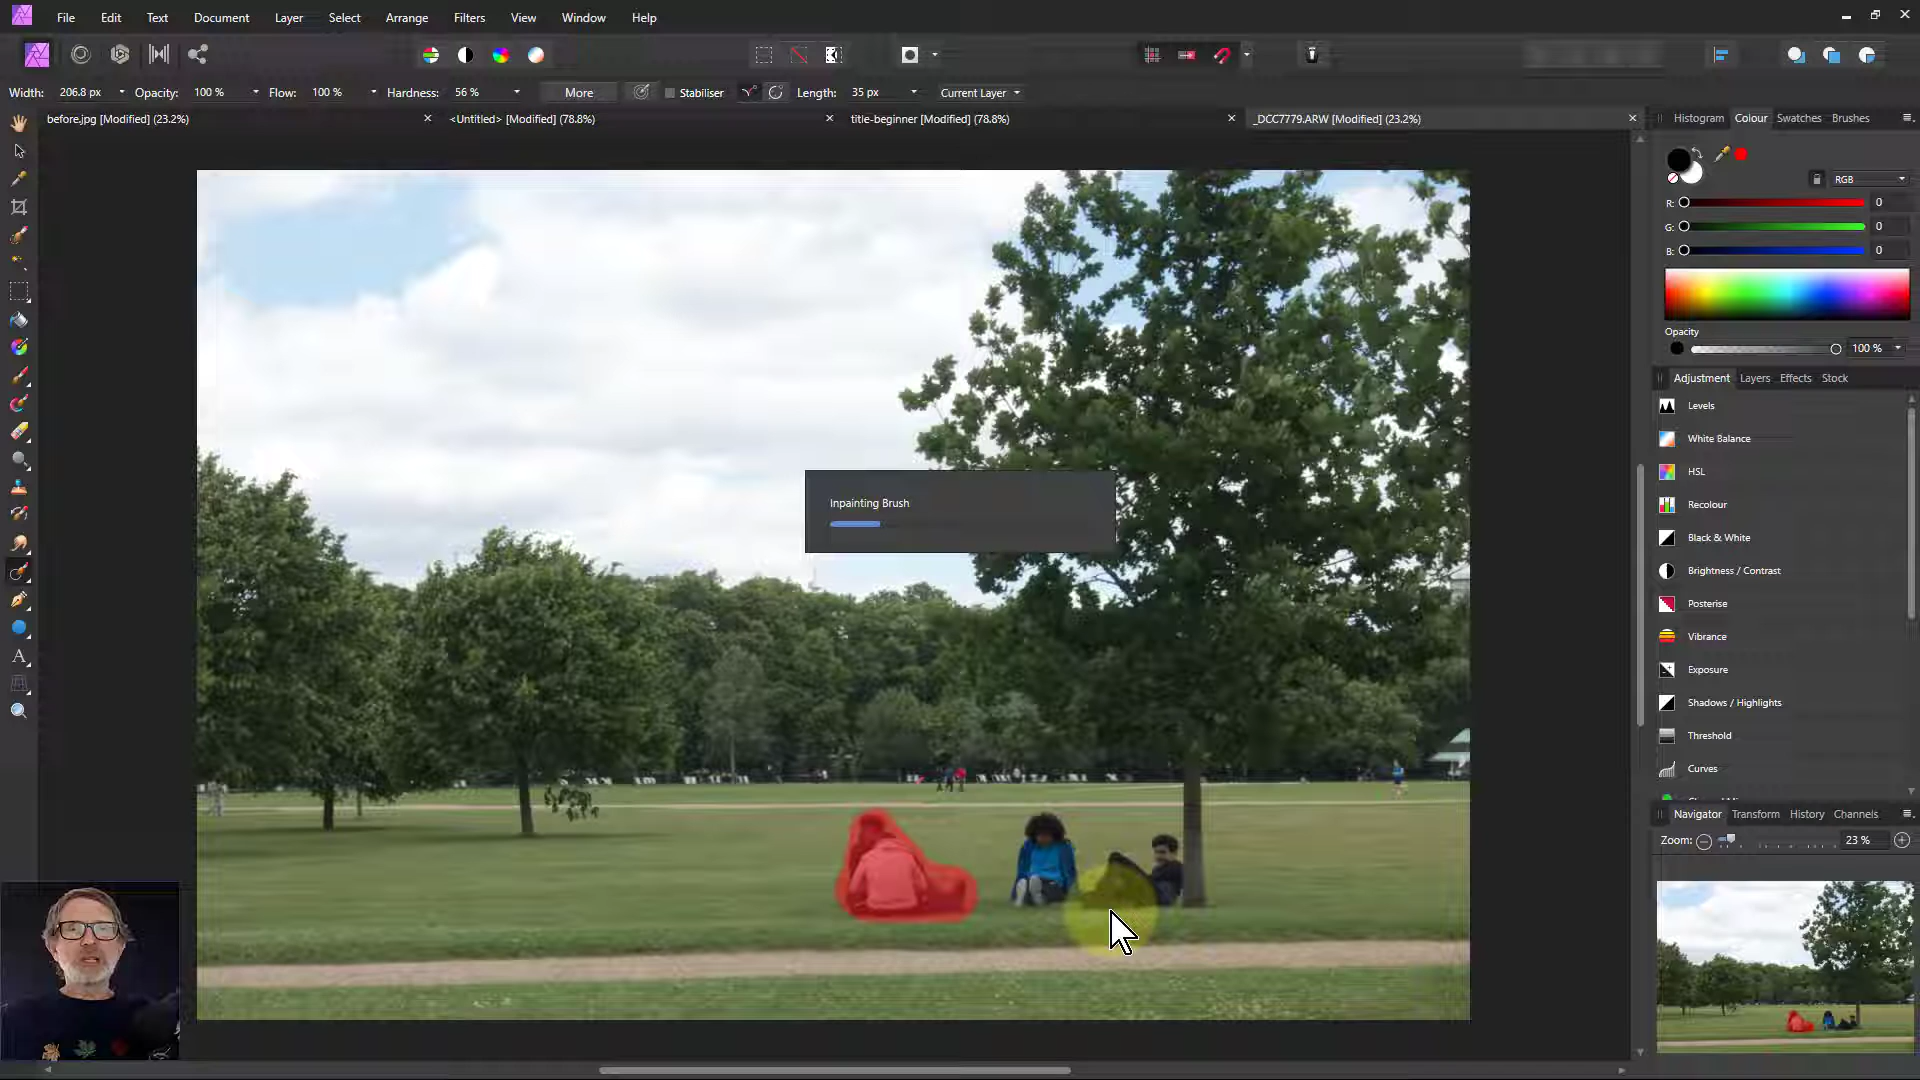 File Edit Text Document Layer Select Arrange Filters View Window Help
Width: 206.8 px Opacity: 100 % Flow: 100 % Hardness: 56 % More Stabiliser Length: 35 px Current Layer
before.jpg [Modified] (23.2%) <Untitled> [Modified] (78.8%) title-beginner [Modified] (78.8%) _DCC7779.ARW [Modified] (23.2%)
Histogram Colour Swatches Brushes
RGB
R: 0
G: 0
B: 0
Opacity
100 %
Adjustment Layers Effects Stock
Levels
White Balance
HSL
Recolour
Black & White
Brightness / Contrast
Posterise
Vibrance
Exposure
Shadows / Highlights
Threshold
Curves
Inpainting Brush
Navigator Transform History Channels
Zoom: 23 %